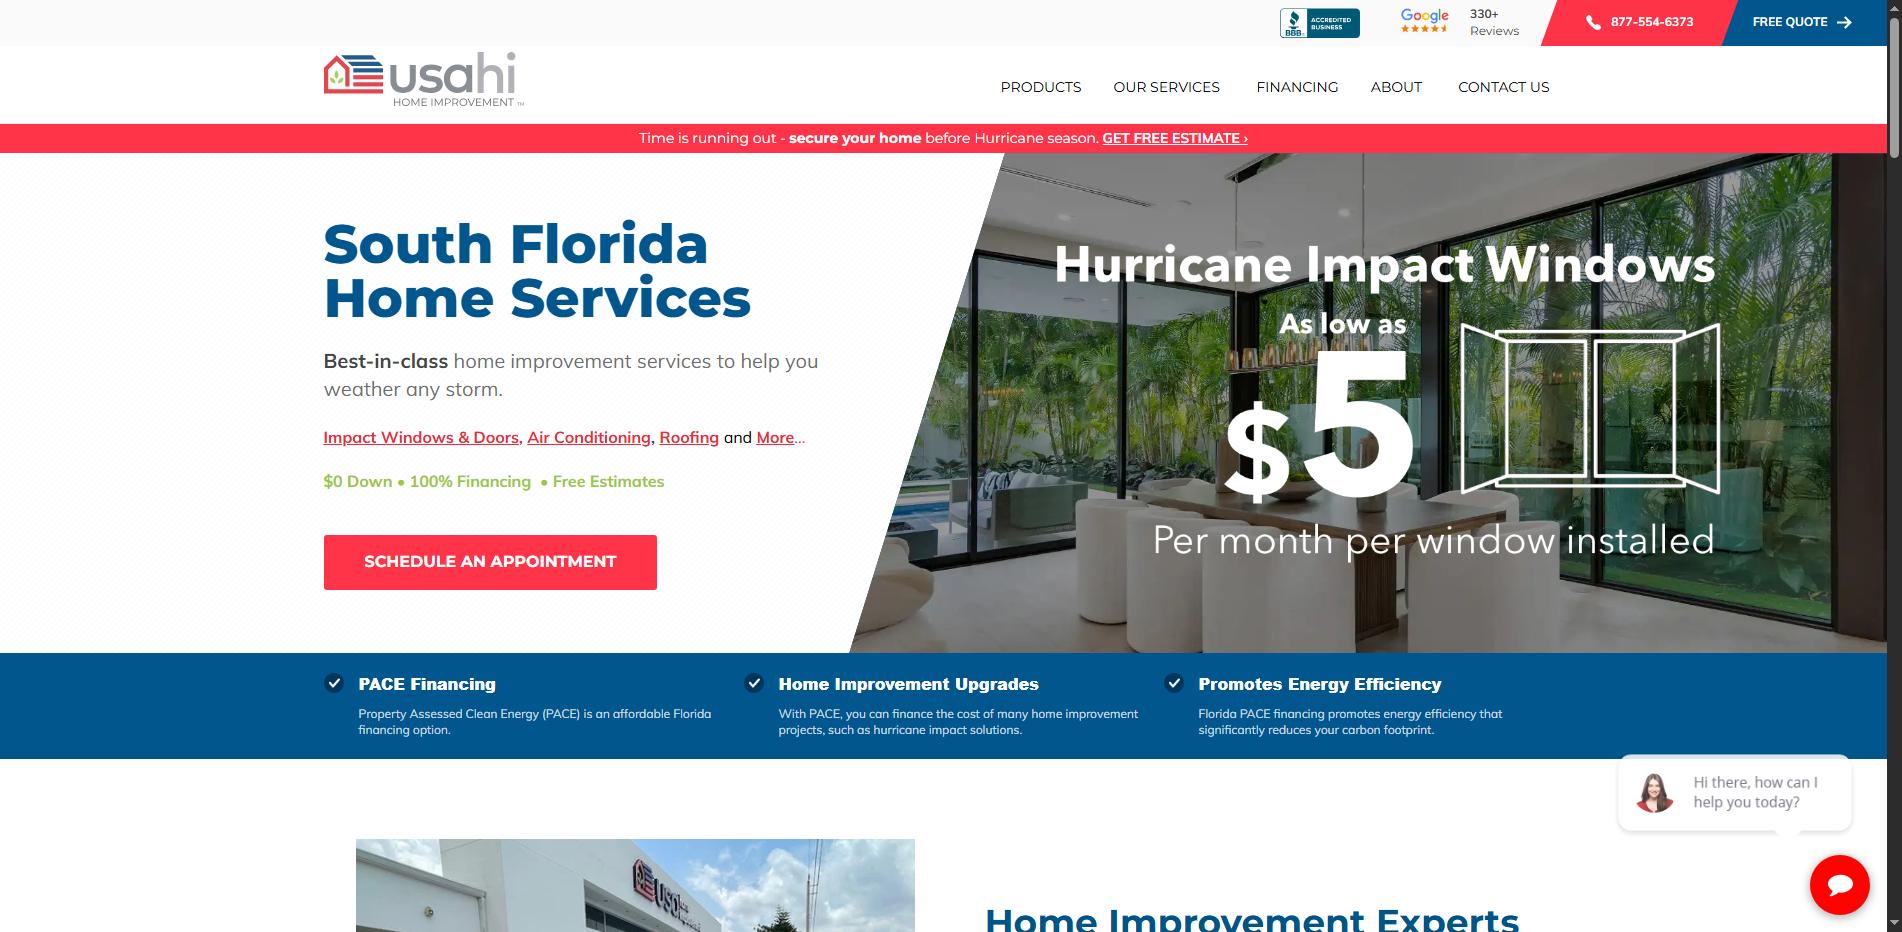 BBB.
ACCREDITED
BUSINESS
Google
330+
Reviews
877-554-6373
FREE QUOTE
usahi
HOME IMPROVEMENT ™
PRODUCTS
OUR SERVICES
FINANCING
ABOUT
CONTACT US
Time is running out - secure your home before Hurricane season. GET FREE ESTIMATE ›
South Florida
Home Services
Best-in-class home improvement services to help you
weather any storm.
Impact Windows & Doors, Air Conditioning, Roofing and More...
$0 Down • 100% Financing • Free Estimates
SCHEDULE AN APPOINTMENT
Hurricane Impact Windows
As low as
$5
Per month per window installed
PACE Financing
Property Assessed Clean Energy (PACE) is an affordable Florida
financing option.
Home Improvement Upgrades
With PACE, you can finance the cost of many home improvement
projects, such as hurricane impact solutions.
Promotes Energy Efficiency
Florida PACE financing promotes energy efficiency that
significantly reduces your carbon footprint.
Hi there, how can I
help you today?
Home Improvement Experts